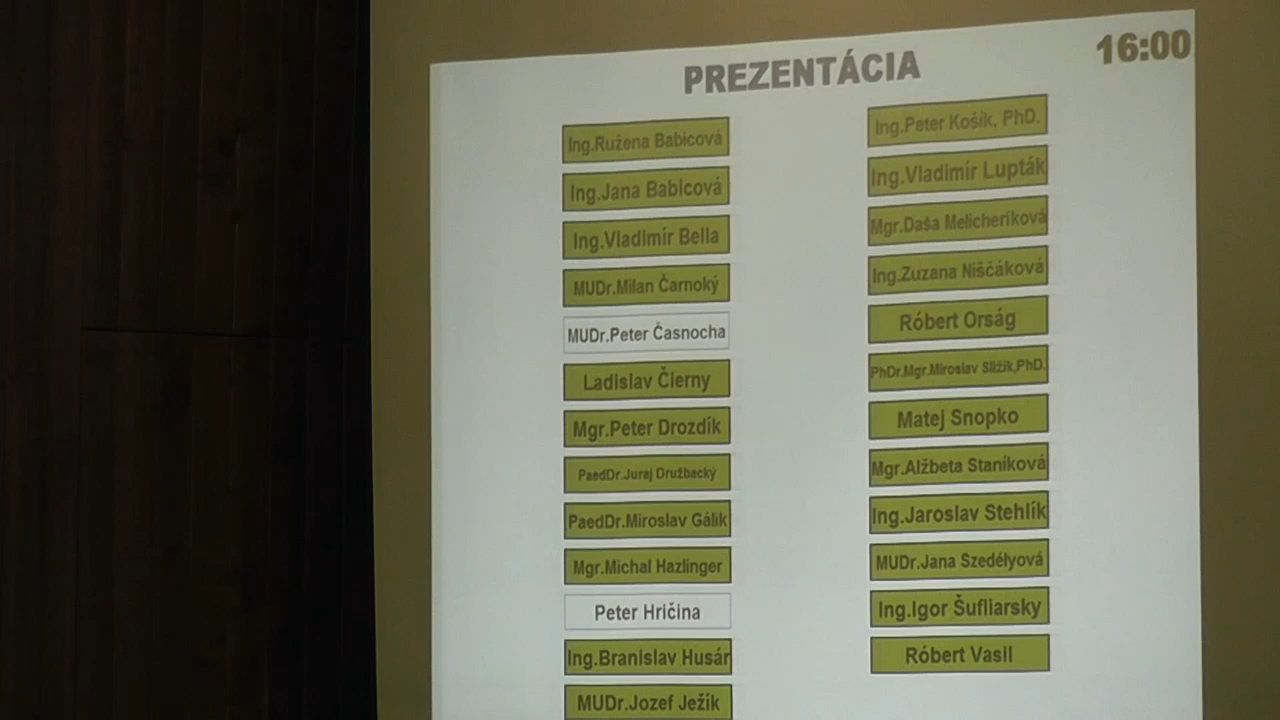 PREZENTÁCIA
16:00
Ing.Ružena Babicová
Ing.Jana Babicová
Ing.Vladimír Bella
MUDr.Milan Čarnoký
MUDr.Peter Časnocha
Ladislav Čierny
Mgr.Peter Drozdík
PaedDr.Juraj Družbacký
PaedDr.Miroslav Gálik
Mgr.Michal Hazlinger
Peter Hričina
Ing.Branislav Husár
MUDr.Jozef Ježík
Ing.Peter Košík, PhD.
Ing.Vladimír Lupták
Mgr.Daša Melicheríková
Ing.Zuzana Niščáková
Róbert Orság
PhDr.Mgr.Miroslav Sližik,PhD.
Matej Snopko
Mgr.Alžbeta Staníková
Ing.Jaroslav Stehlík
MUDr.Jana Szedélyová
Ing.Igor Šufliarsky
Róbert Vasil